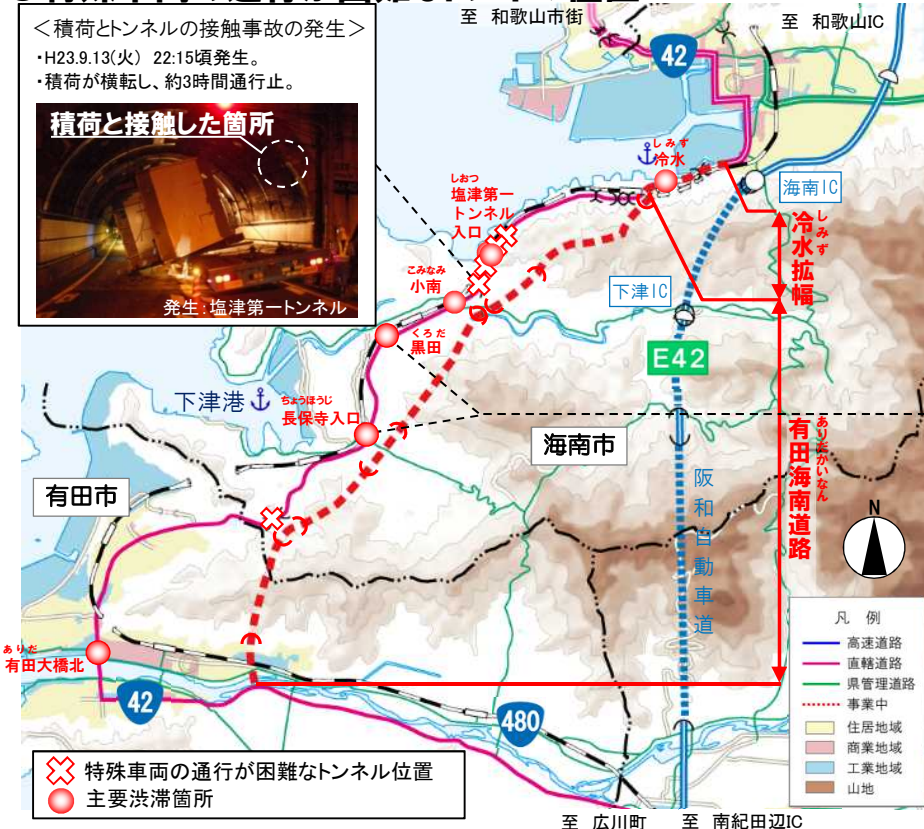 至 和歌山市街
至 和歌山IC
＜積荷とトンネルの接触事故の発生＞
・H23.9.13(火) 22:15頃発生。
・積荷が横転し、約3時間通行止。
積荷と接触した箇所
発生:塩津第一トンネル
42
しみず
冷水
海南IC
しみず
冷水拡幅
しおつ
塩津第一
トンネル
入口
こみなみ
小南
下津IC
くろだ
黒田
E42
下津港
ちょうほうじ
長保寺入口
海南市
ありだかいなん
有田海南道路
有田市
阪和自動車道
N
ありだ
有田大橋北
42
480
凡 例
高速道路
直轄道路
県管理道路
事業中
住居地域
商業地域
工業地域
山地
特殊車両の通行が困難なトンネル位置
主要渋滞箇所
至 広川町
至 南紀田辺IC